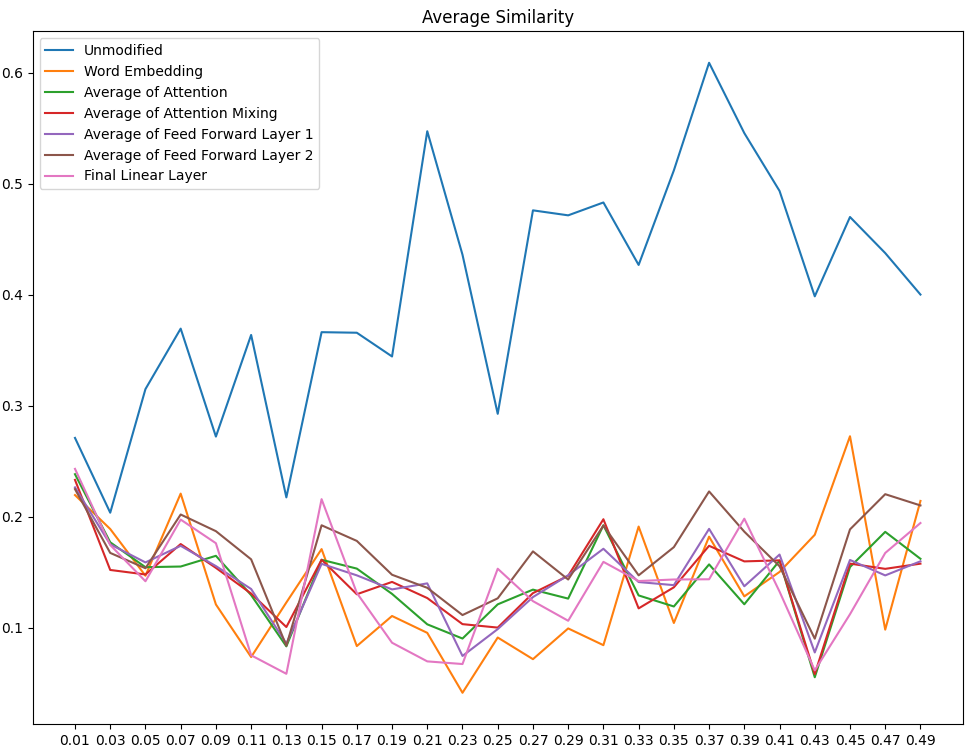 Average Similarity
Unmodified
Word Embedding
Average of Attention
Average of Attention Mixing
Average of Feed Forward Layer 1
Average of Feed Forward Layer 2
Final Linear Layer
0.6
0.5
0.4
0.3
0.2
0.1
0.01 0.03 0.05 0.07 0.09 0.11 0.13 0.15 0.17 0.19 0.21 0.23 0.25 0.27 0.29 0.31 0.33 0.35 0.37 0.39 0.41 0.43 0.45 0.47 0.49